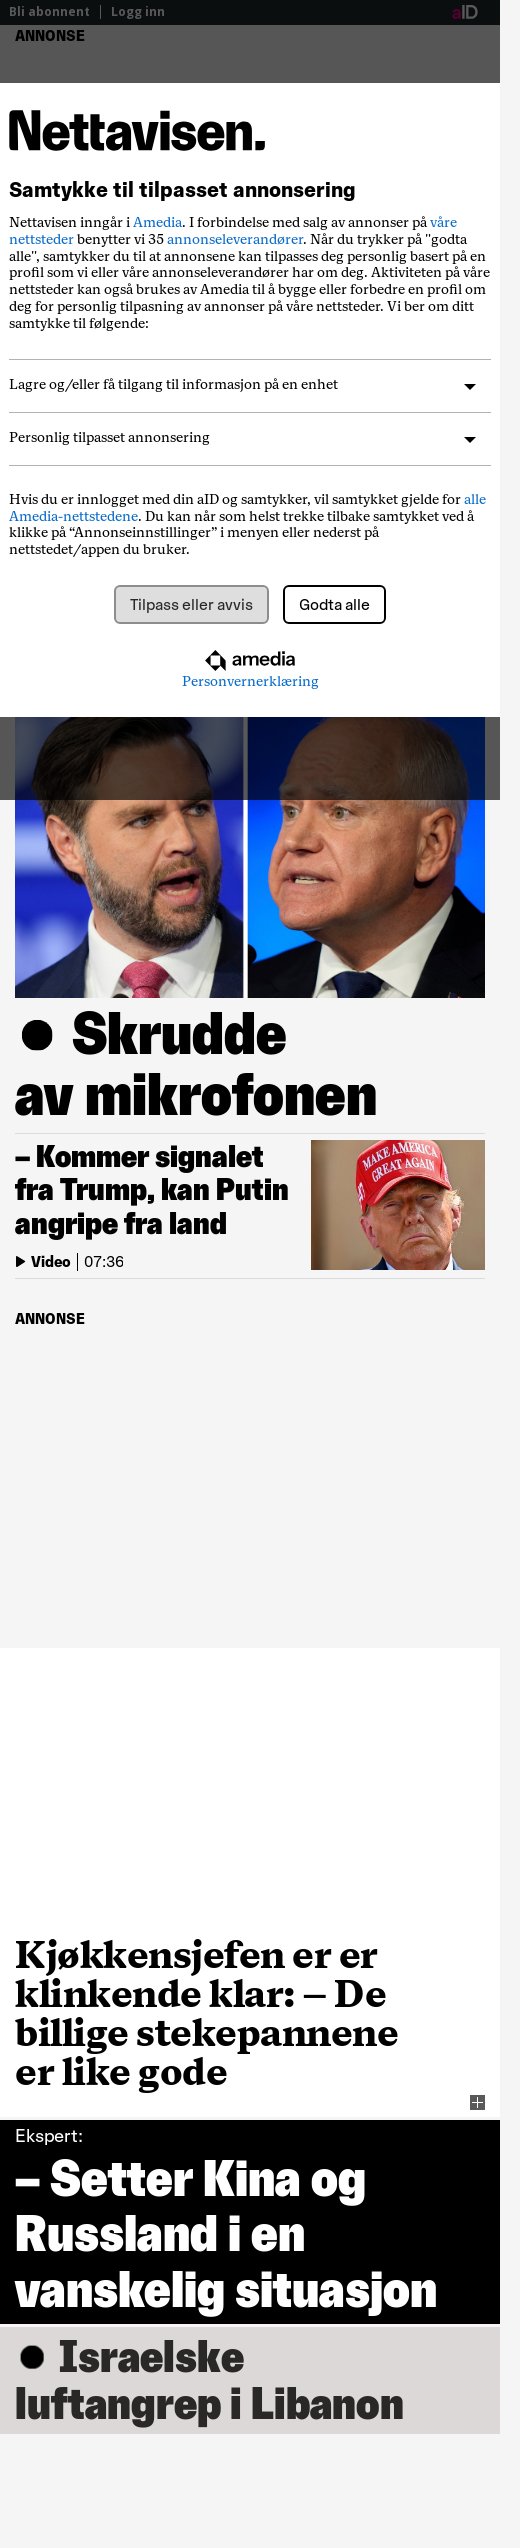 Bli abonnent
Logg inn
aID
ANNONSE
Nettavisen.
Samtykke til tilpasset annonsering
Nettavisen inngår i Amedia. I forbindelse med salg av annonser på våre
nettsteder benytter vi 35 annonseleverandører. Når du trykker på "godta
alle", samtykker du til at annonsene kan tilpasses deg personlig basert på en
profil som vi eller våre annonseleverandører har om deg. Aktiviteten på våre
nettsteder kan også brukes av Amedia til å bygge eller forbedre en profil om
deg for personlig tilpasning av annonser på våre nettsteder. Vi ber om ditt
samtykke til følgende:
Lagre og/eller få tilgang til informasjon på en enhet
Personlig tilpasset annonsering
Hvis du er innlogget med din aID og samtykker, vil samtykket gjelde for alle
Amedia-nettstedene. Du kan når som helst trekke tilbake samtykket ved å
klikke på “Annonseinnstillinger” i menyen eller nederst på
nettstedet/appen du bruker.
Tilpass eller avvis
Godta alle
amedia
Personvernerklæring
Skrudde
av mikrofonen
– Kommer signalet
fra Trump, kan Putin
angripe fra land
Video
07:36
MAKE AMERICA
GREAT AGAIN
ANNONSE
Kjøkkensjefen er er
klinkende klar: – De
billige stekepannene
er like gode
Ekspert:
– Setter Kina og
Russland i en
vanskelig situasjon
Israelske
luftangrep i Libanon